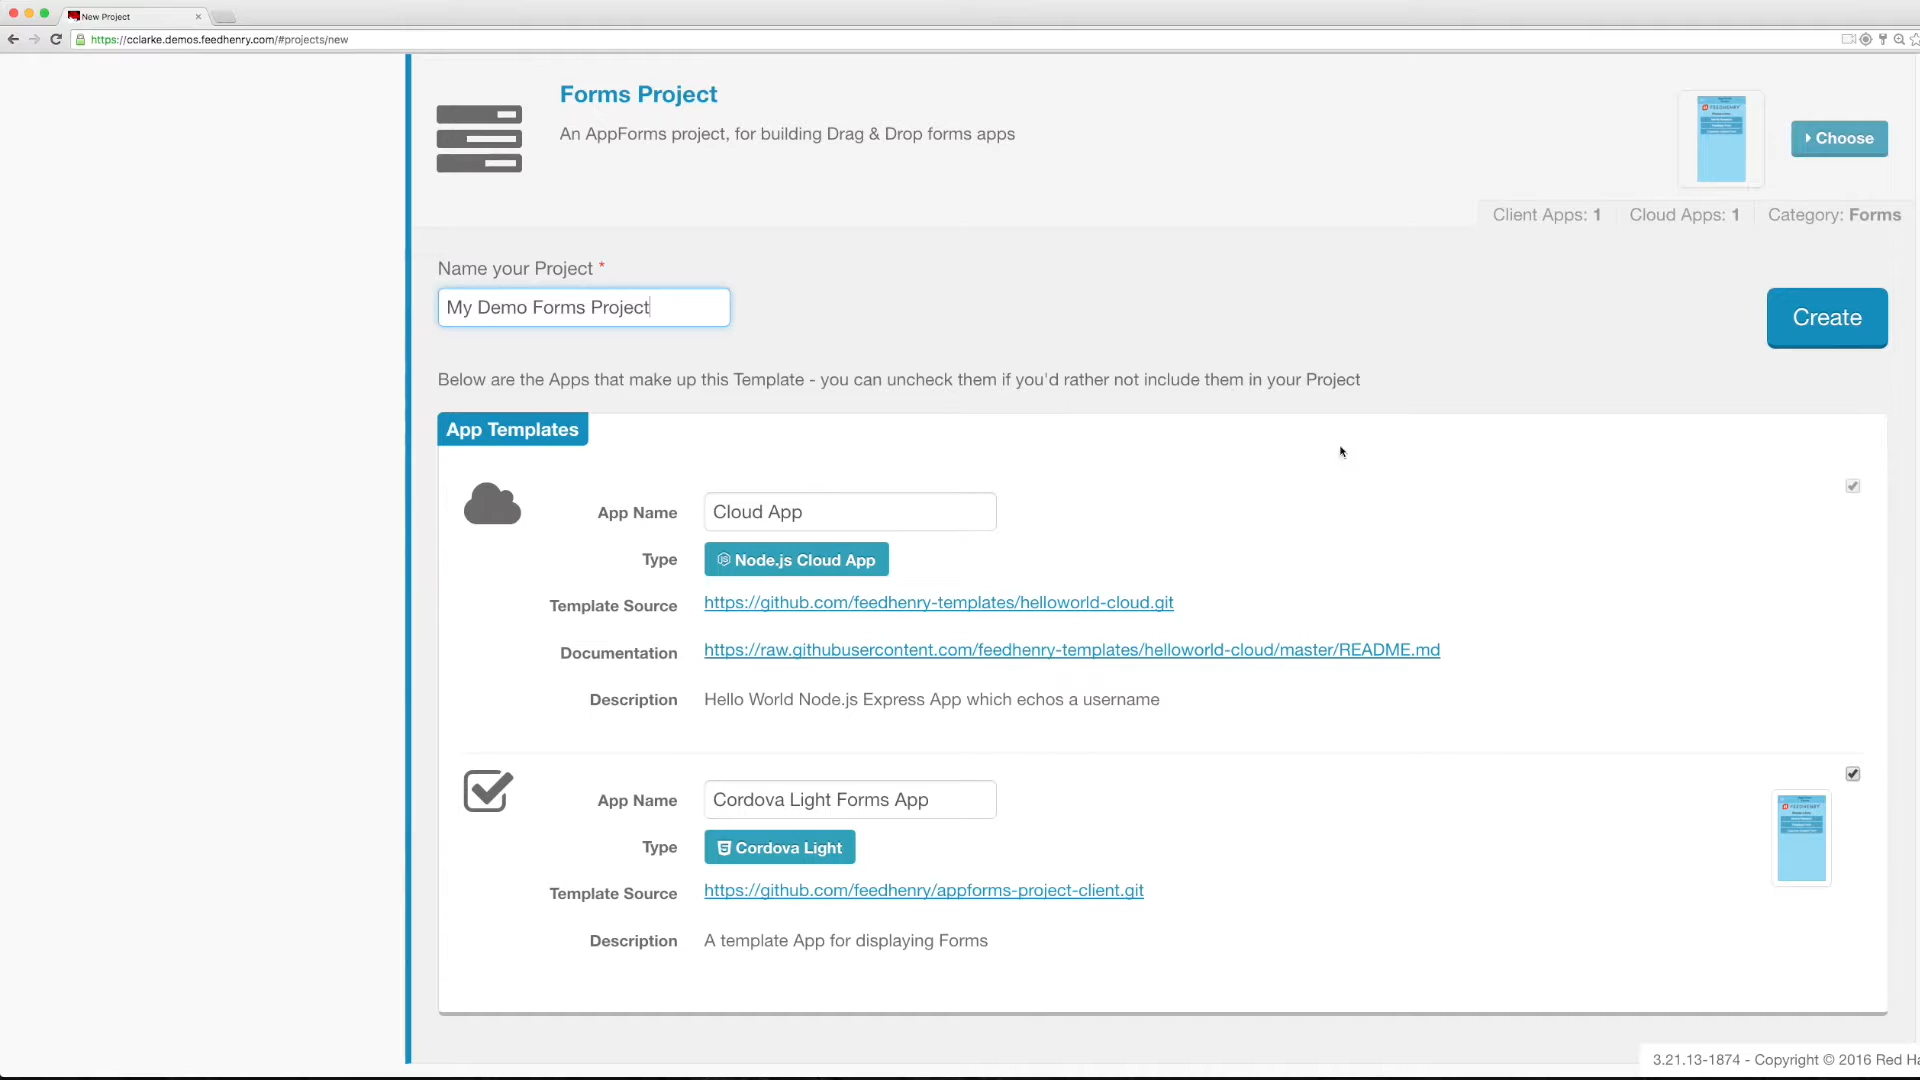 New Project
https://cclarke.demos.feedhenry.com/#projects/new
Forms Project
An AppForms project, for building Drag & Drop forms apps
Choose
Client Apps: 1
Cloud Apps: 1
Category: Forms
Name your Project *
My Demo Forms Project
Create
Below are the Apps that make up this Template - you can uncheck them if you'd rather not include them in your Project
App Templates
App Name
Cloud App
Type
Node.js Cloud App
Template Source
https://github.com/feedhenry-templates/helloworld-cloud.git
Documentation
https://raw.githubusercontent.com/feedhenry-templates/helloworld-cloud/master/README.md
Description
Hello World Node.js Express App which echos a username
App Name
Cordova Light Forms App
Type
Cordova Light
Template Source
https://github.com/feedhenry/appforms-project-client.git
Description
A template App for displaying Forms
3.21.13-1874 - Copyright © 2016 Red Ha